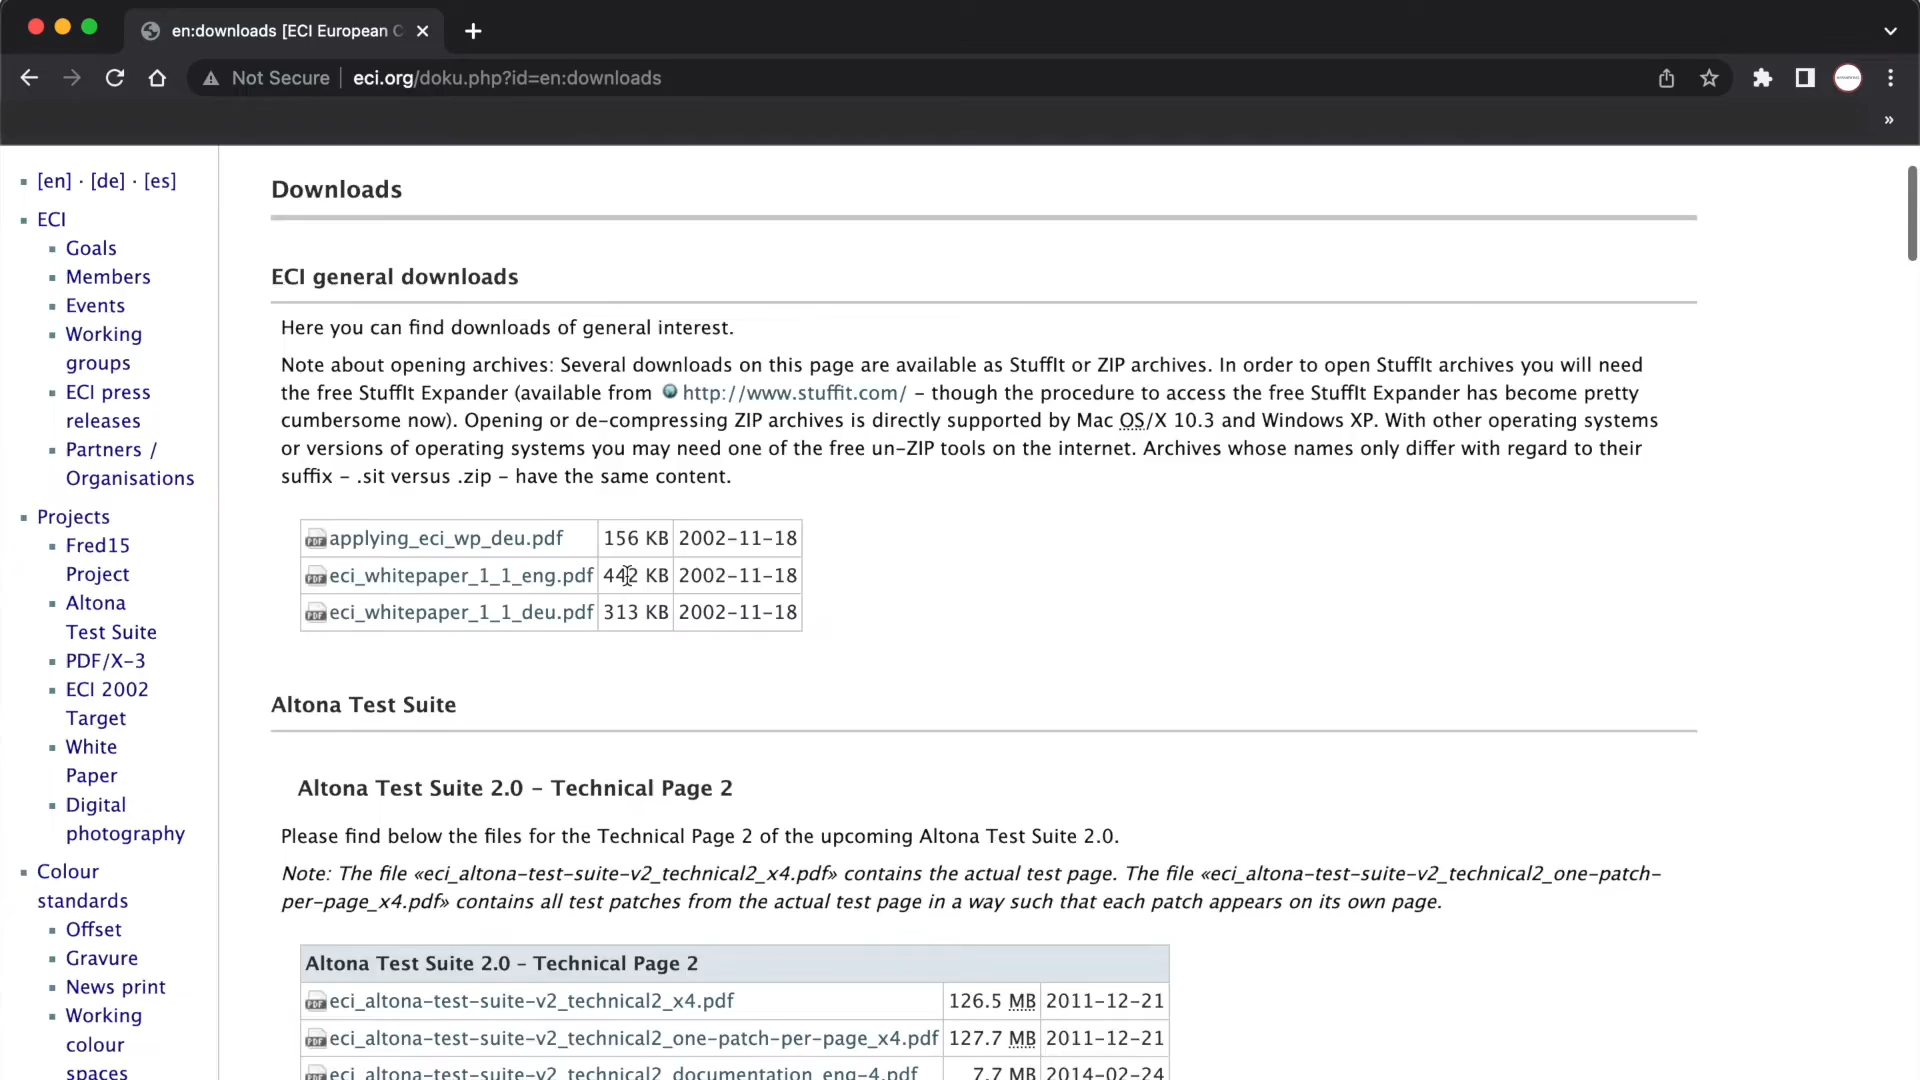 en:downloads [ECI European C
Not Secure eci.org/doku.php?id=en:downloads
»
[en] · [de] · [es]
ECI
Goals
Members
Events
Working
groups
ECI press
releases
Partners /
Organisations
Projects
Fred15
Project
Altona
Test Suite
PDF/X-3
ECI 2002
Target
White
Paper
Digital
photography
Colour
standards
Offset
Gravure
News print
Working
colour
spaces
Downloads
ECI general downloads
Here you can find downloads of general interest.
Note about opening archives: Several downloads on this page are available as StuffIt or ZIP archives. In order to open StuffIt archives you will need
the free StuffIt Expander (available from http://www.stuffit.com/ – though the procedure to access the free StuffIt Expander has become pretty
cumbersome now). Opening or de-compressing ZIP archives is directly supported by Mac OS/X 10.3 and Windows XP. With other operating systems
or versions of operating systems you may need one of the free un-ZIP tools on the internet. Archives whose names only differ with regard to their
suffix – .sit versus .zip – have the same content.
applying_eci_wp_deu.pdf 156 KB 2002-11-18
eci_whitepaper_1_1_eng.pdf 442 KB 2002-11-18
eci_whitepaper_1_1_deu.pdf 313 KB 2002-11-18
Altona Test Suite
Altona Test Suite 2.0 – Technical Page 2
Please find below the files for the Technical Page 2 of the upcoming Altona Test Suite 2.0.
Note: The file «eci_altona-test-suite-v2_technical2_x4.pdf» contains the actual test page. The file «eci_altona-test-suite-v2_technical2_one-patch-
per-page_x4.pdf» contains all test patches from the actual test page in a way such that each patch appears on its own page.
Altona Test Suite 2.0 – Technical Page 2
eci_altona-test-suite-v2_technical2_x4.pdf 126.5 MB 2011-12-21
eci_altona-test-suite-v2_technical2_one-patch-per-page_x4.pdf 127.7 MB 2011-12-21
eci_altona-test-suite-v2_technical2_documentation_eng-4.pdf 7.7 MB 2014-02-24